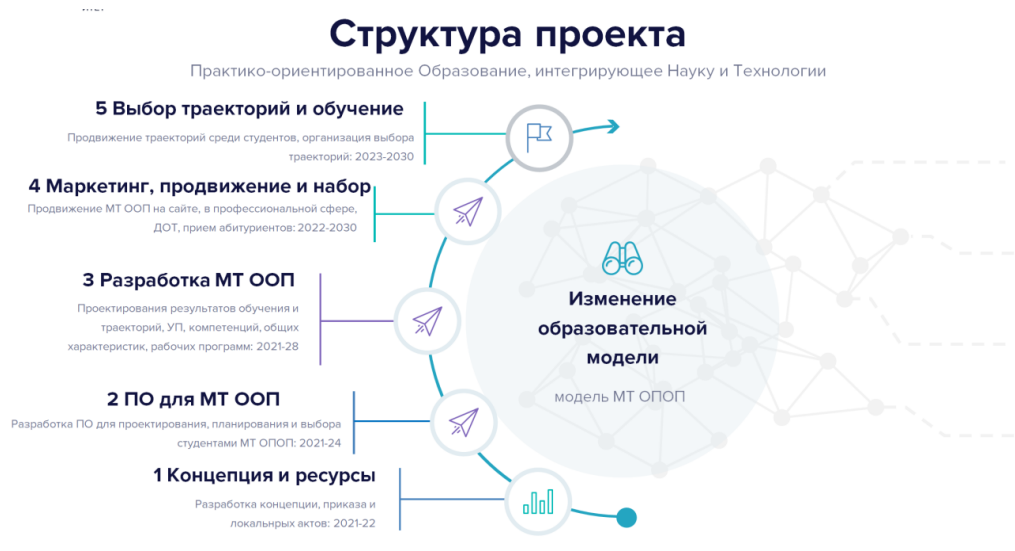 Структура проекта
Практико-ориентированное Образование, интегрирующее Науку и Технологии
5 Выбор траекторий и обучение
Продвижение траекторий среди студентов, организация выбора
траекторий: 2023-2030
4 Маркетинг, продвижение и набор
Продвижение МТ ООП на сайте, в профессиональной сфере,
ДОТ, прием абитуриентов: 2022-2030
3 Разработка МТ ООП
Проектирования результатов обучения и
траекторий, УП, компетенций, общих
характеристик, рабочих программ: 2021-28
2 ПО для МТ ООП
Разработка ПО для проектирования, планирования и выбора
студентами МТ ОПОП: 2021-24
1 Концепция и ресурсы
Разработка концепции, приказа и
локальнрых актов: 2021-22
Изменение
образовательной
модели
модель МТ ОПОП